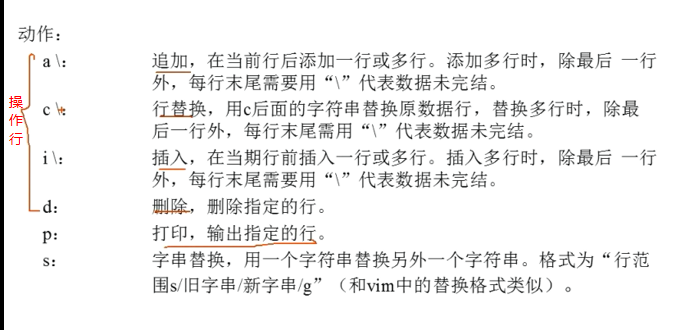 动作：
a \：
追加，在当前行后添加一行或多行。添加多行时，除最后 一行
外，每行末尾需要用“\”代表数据未完结。
操作行
c \：
行替换，用c后面的字符串替换原数据行，替换多行时，除最
后一行外，每行末尾需用“\”代表数据未完结。
i \：
插入，在当期行前插入一行或多行。插入多行时，除最后 一行
外，每行末尾需要用“\”代表数据未完结。
d：
删除，删除指定的行。
p：
打印，输出指定的行。
s：
字串替换，用一个字符串替换另外一个字符串。格式为“行范
围s/旧字串/新字串/g”（和vim中的替换格式类似）。